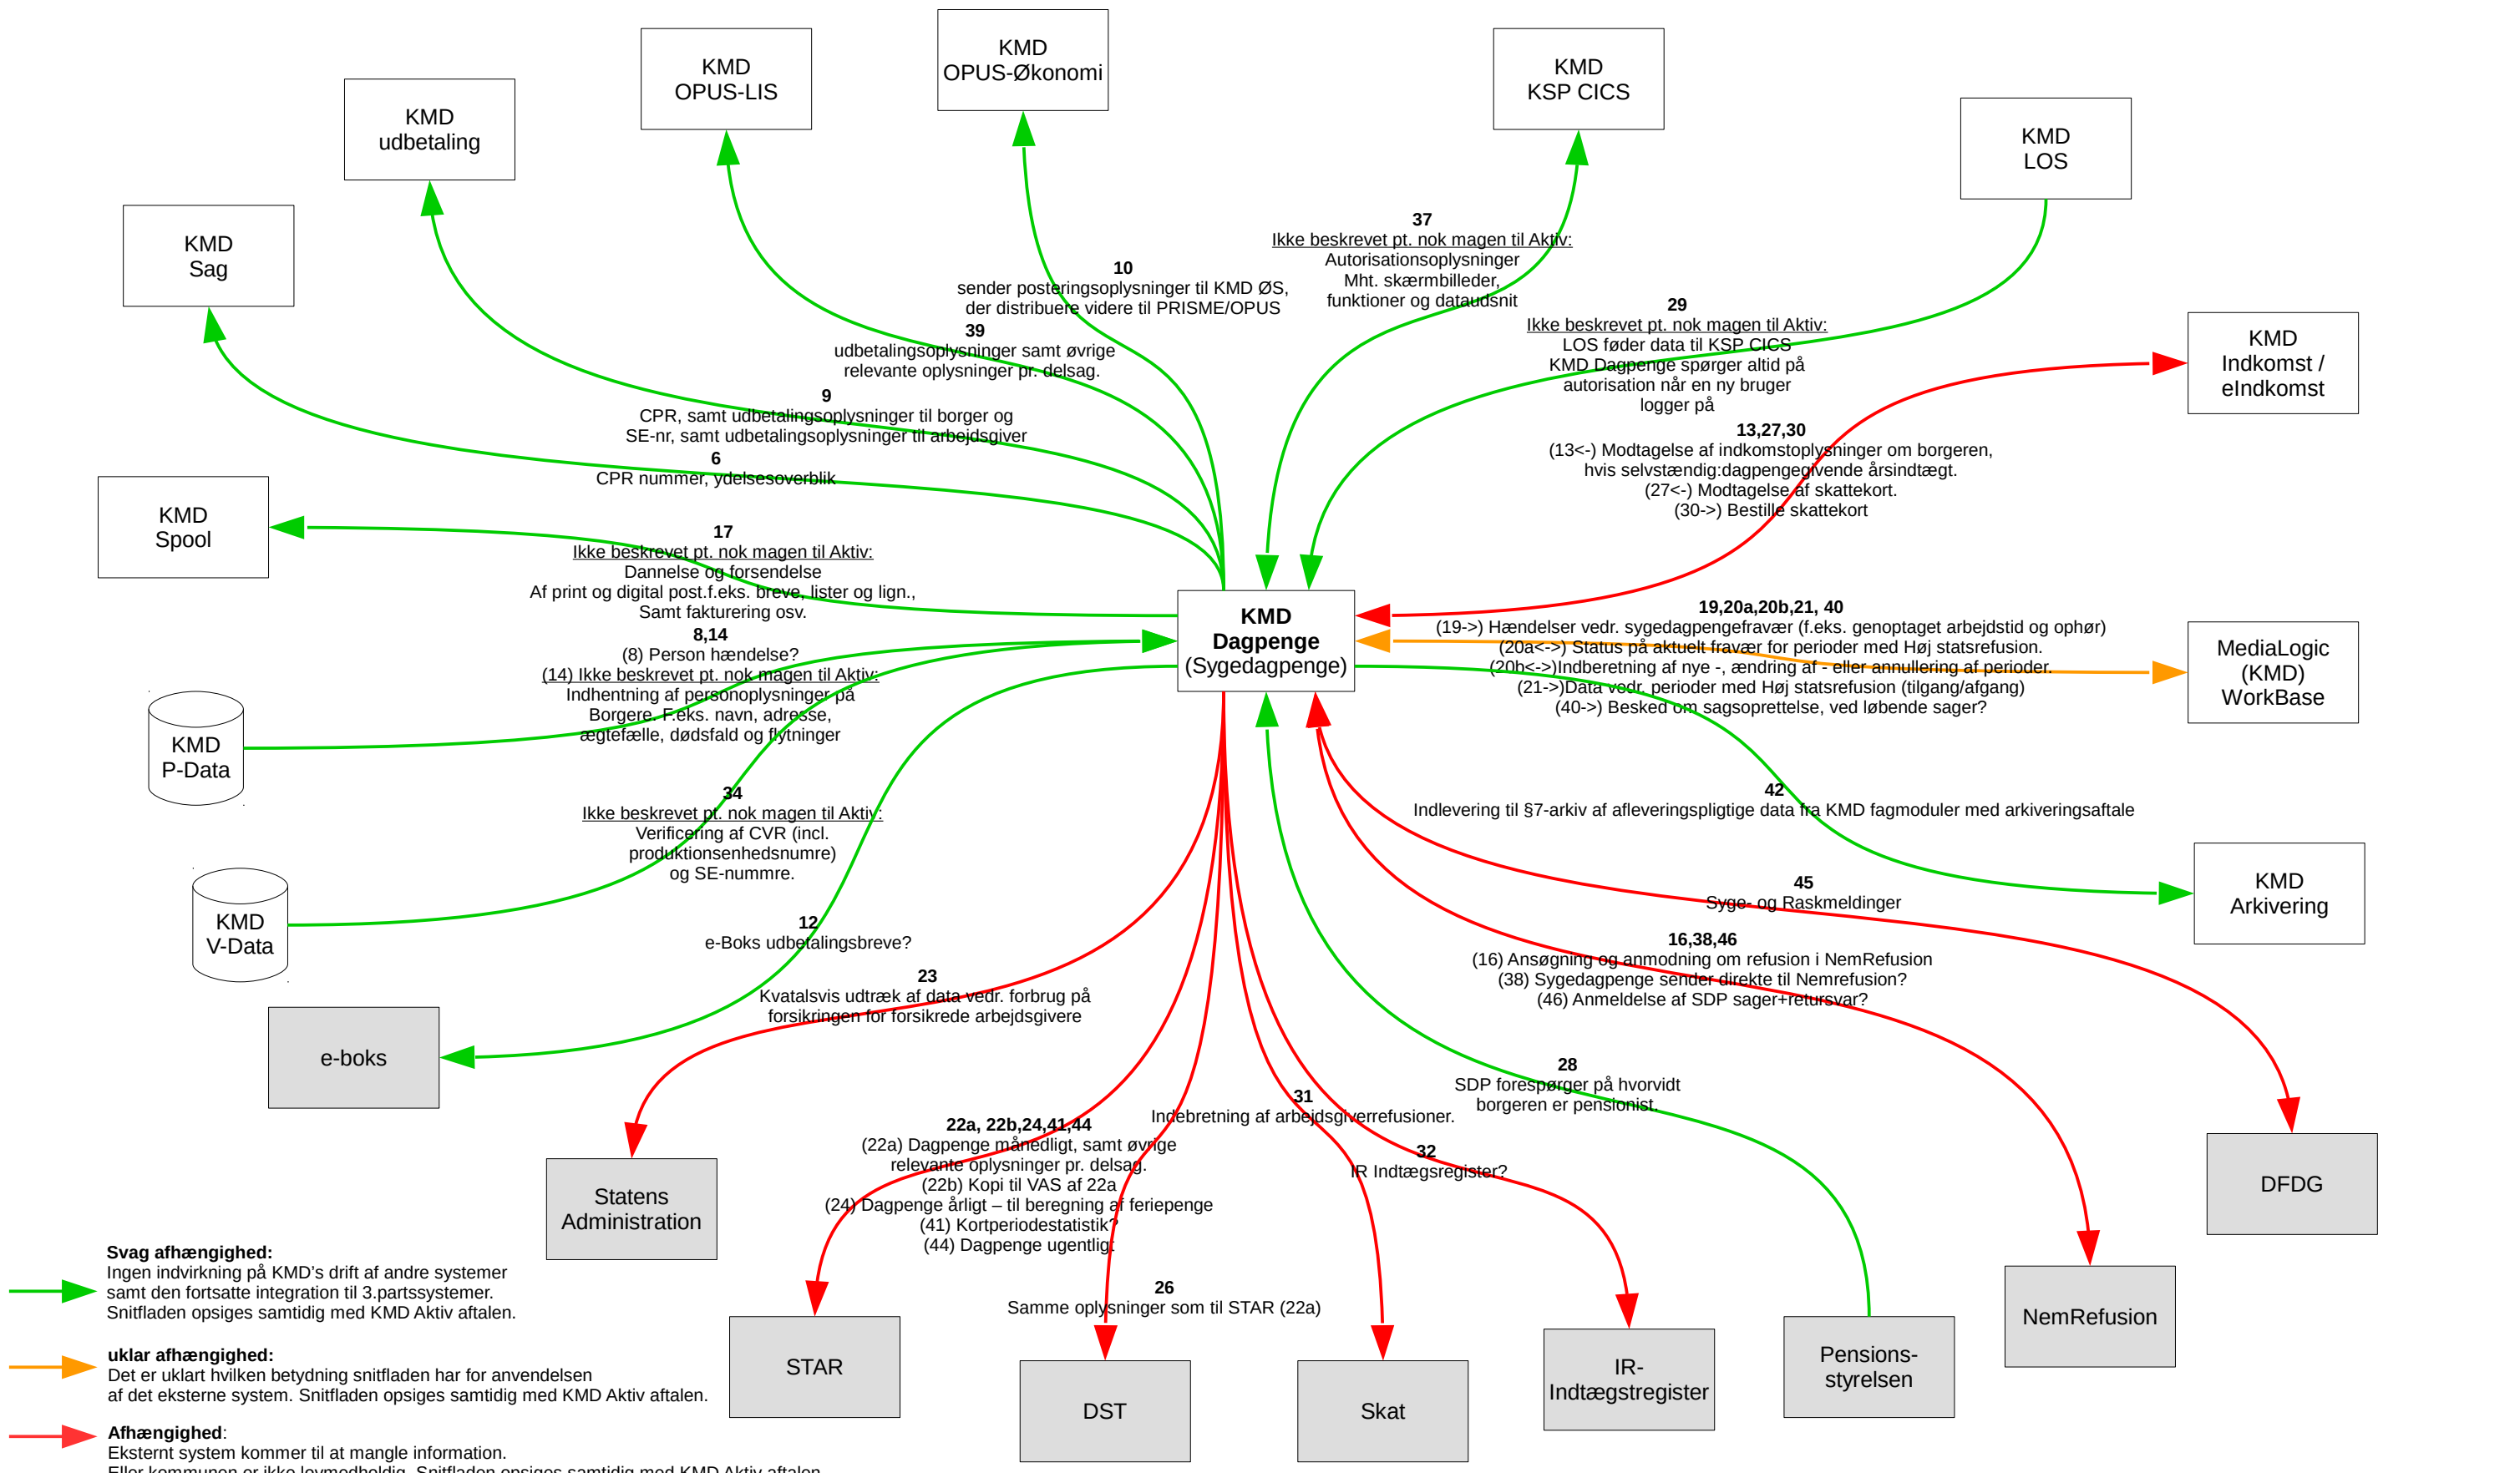 KMD
OPUS-Økonomi
KMD
OPUS-LIS
KMD
KSP CICS
KMD
udbetaling
KMD
LOS
KMD
Sag
37
Ikke beskrevet pt. nok magen til Aktiv:
Autorisationsoplysninger
Mht. skærmbilleder,
funktioner og dataudsnit
10
sender posteringsoplysninger til KMD ØS,
der distribuere videre til PRISME/OPUS
29
Ikke beskrevet pt. nok magen til Aktiv:
LOS føder data til KSP CICS
KMD Dagpenge spørger altid på
autorisation når en ny bruger
logger på
39
udbetalingsoplysninger samt øvrige
relevante oplysninger pr. delsag.
KMD
Indkomst /
eIndkomst
9
CPR, samt udbetalingsoplysninger til borger og
SE-nr, samt udbetalingsoplysninger til arbejdsgiver
13,27,30
(13<-) Modtagelse af indkomstoplysninger om borgeren,
hvis selvstændig:dagpengegivende årsindtægt.
(27<-) Modtagelse af skattekort.
(30->) Bestille skattekort
6
CPR nummer, ydelsesoverblik
KMD
Spool
17
Ikke beskrevet pt. nok magen til Aktiv:
Dannelse og forsendelse
Af print og digital post.f.eks. breve, lister og lign.,
Samt fakturering osv.
KMD
Dagpenge
(Sygedagpenge)
19,20a,20b,21, 40
(19->) Hændelser vedr. sygedagpengefravær (f.eks. genoptaget arbejdstid og ophør)
(20a<->) Status på aktuelt fravær for perioder med Høj statsrefusion.
(20b<->)Indberetning af nye -, ændring af - eller annullering af perioder.
(21->)Data vedr. perioder med Høj statsrefusion (tilgang/afgang)
(40->) Besked om sagsoprettelse, ved løbende sager?
MediaLogic
(KMD)
WorkBase
8,14
(8) Person hændelse?
(14) Ikke beskrevet pt. nok magen til Aktiv:
Indhentning af personoplysninger på
Borgere. F.eks. navn, adresse,
ægtefælle, dødsfald og flytninger
KMD
P-Data
34
Ikke beskrevet pt. nok magen til Aktiv:
Verificering af CVR (incl.
produktionsenhedsnumre)
og SE-nummre.
42
Indlevering til §7-arkiv af afleveringspligtige data fra KMD fagmoduler med arkiveringsaftale
KMD
V-Data
KMD
Arkivering
45
Syge- og Raskmeldinger
12
e-Boks udbetalingsbreve?
16,38,46
(16) Ansøgning og anmodning om refusion i NemRefusion
(38) Sygedagpenge sender direkte til Nemrefusion?
(46) Anmeldelse af SDP sager+retursvar?
23
Kvatalsvis udtræk af data vedr. forbrug på
forsikringen for forsikrede arbejdsgivere
e-boks
28
SDP forespørger på hvorvidt
borgeren er pensionist.
31
Indebretning af arbejdsgiverrefusioner.
22a, 22b,24,41,44
(22a) Dagpenge månedligt, samt øvrige
relevante oplysninger pr. delsag.
(22b) Kopi til VAS af 22a
(24) Dagpenge årligt – til beregning af feriepenge
(41) Kortperiodestatistik?
(44) Dagpenge ugentligt
32
IR Indtægsregister?
Statens
Administration
DFDG
26
Samme oplysninger som til STAR (22a)
NemRefusion
STAR
DST
Skat
IR-
Indtægstregister
Pensions-
styrelsen
Svag afhængighed:
Ingen indvirkning på KMD's drift af andre systemer
samt den fortsatte integration til 3.partssystemer.
Snitfladen opsiges samtidig med KMD Aktiv aftalen.
uklar afhængighed:
Det er uklart hvilken betydning snitfladen har for anvendelsen
af det eksterne system. Snitfladen opsiges samtidig med KMD Aktiv aftalen.
Afhængighed:
Eksternt system kommer til at mangle information.
Eller kommunen er ikke lovmedholdig. Snitfladen opsiges samtidig med KMD Aktiv aftalen